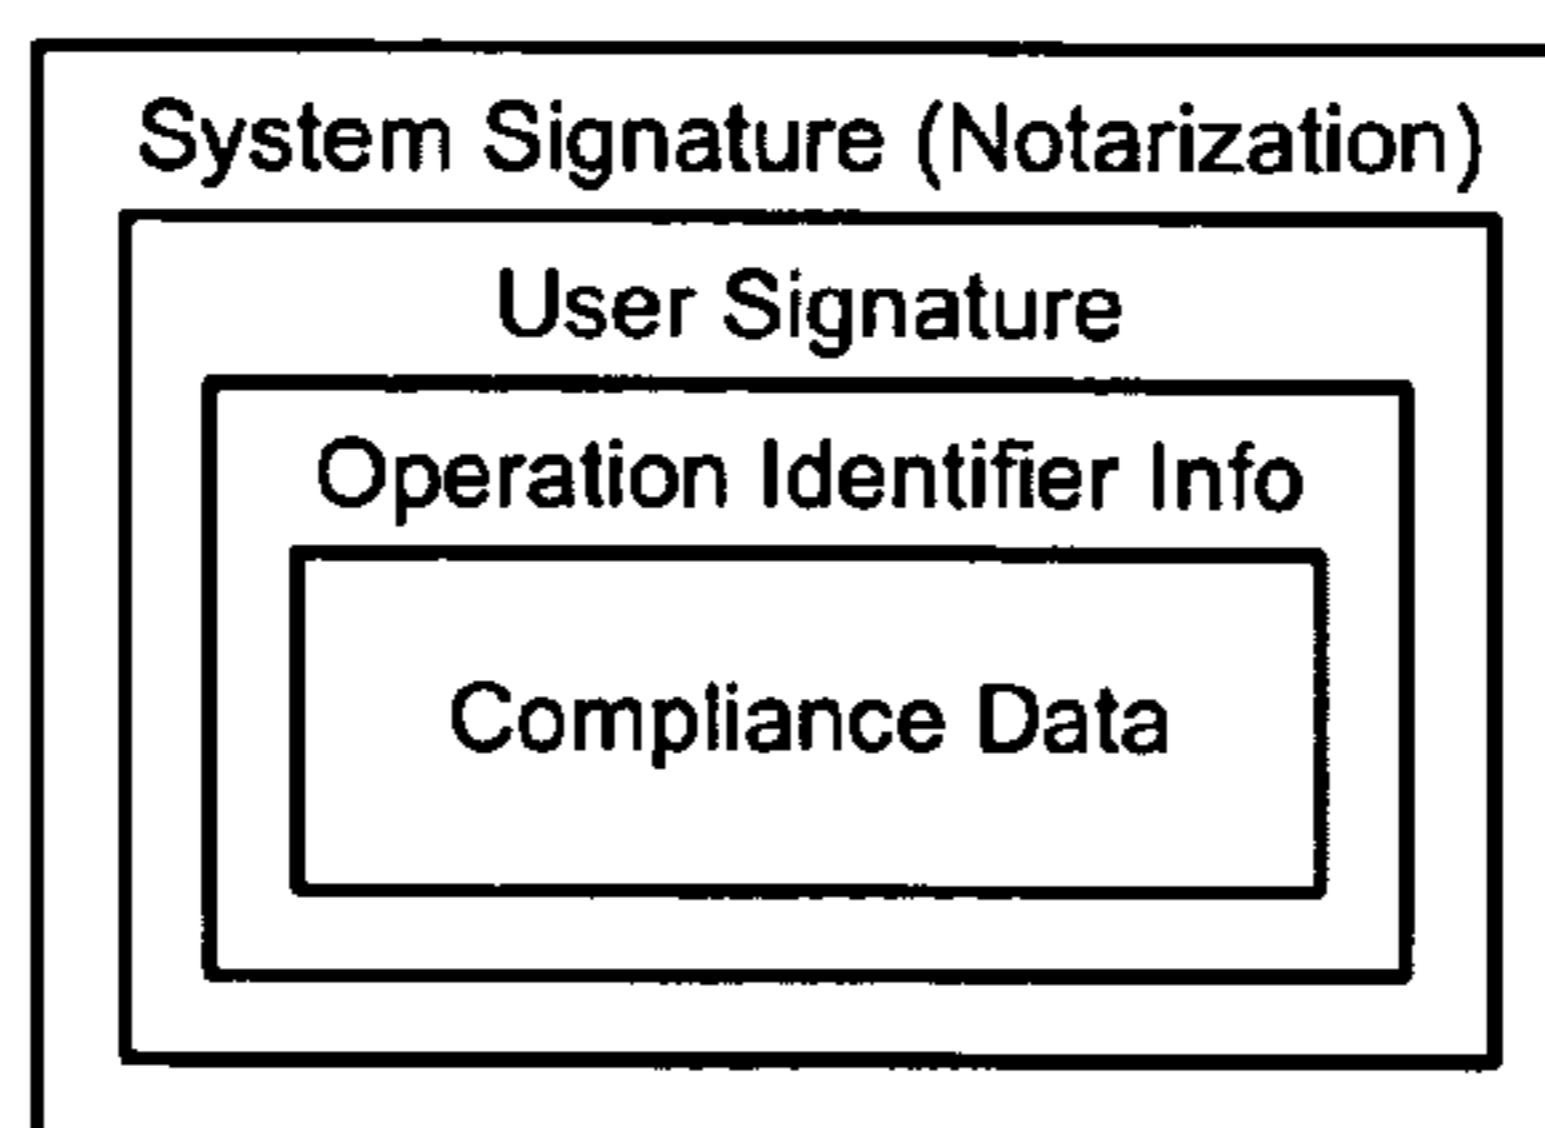 System Signature (Notarization)
User Signature
Operation Identifier Info
Compliance Data